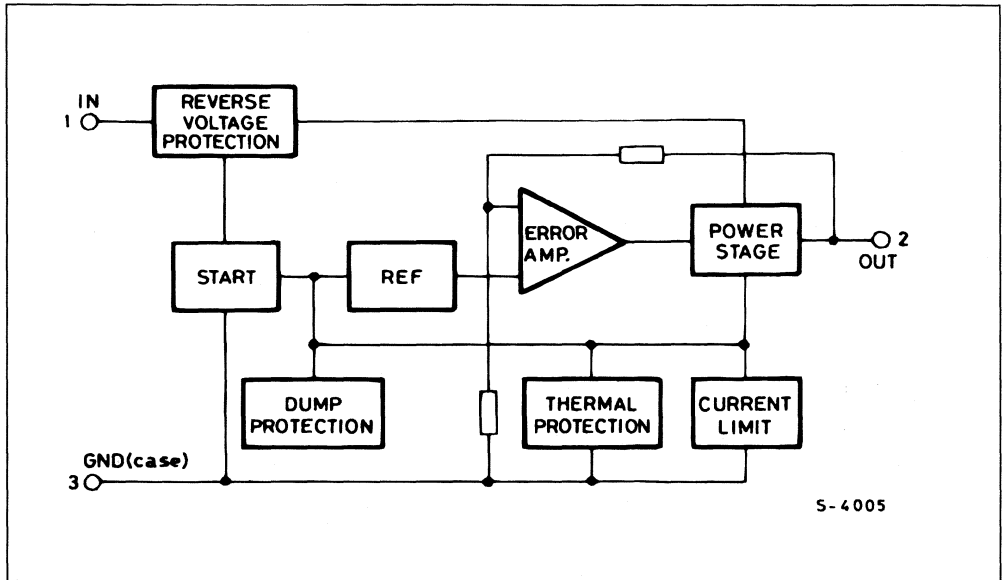 IN
1
REVERSE
VOLTAGE
PROTECTION
ERROR
AMP.
POWER
STAGE
2
OUT
START
REF
DUMP
PROTECTION
THERMAL
PROTECTION
CURRENT
LIMIT
GND(case)
3
S-4005